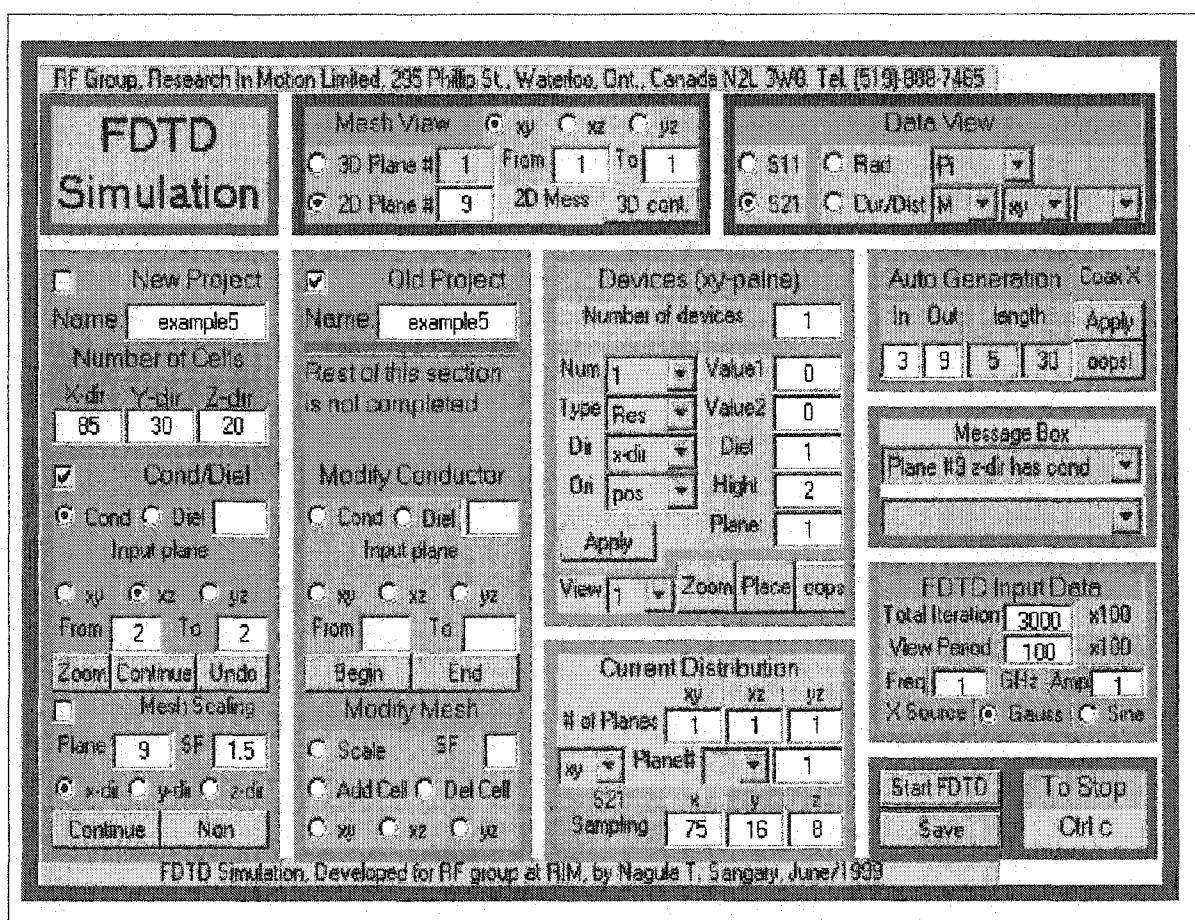 RF Group, Research In Motion Limited, 295 Phillip St., Waterloo, Ont., Canada N2L 3W8. Tel. (519)-888-7465
FDTD
Simulation
Mesh View xy xz yz
3D Plane # 1 From 1 To 1
2D Plane # 9 2D Mess 3D cont.
Data View
S11 Rad Pi
S21 Cur/Dist M xy
New Project
Name example5
Number of Cells
X-dir Y-dir Z-dir
85 30 20
Cond/Diel
Cond Diel
Input plane
xy xz yz
From 2 To 2
Zoom Continue Undo
Mesh Scaling
Plane 9 SF 1.5
x-dir y-dir z-dir
Continue Non
Old Project
Name example5
Rest of this section
is not completed
Modify Conductor
Cond Diel
Input plane
xy xz yz
From To
Begin End
Modify Mesh
Scale SF
Add Cell Del Cell
xy xz yz
Devices (xy-palne)
Number of devices 1
Num 1 Value1 0
Type Res Value2 0
Dir x-dir Diel 1
Ori pos Hight 2
Apply Plane: 1
View 1 Zoom Place oops
Current Distribution
xy xz yz
# of Planes 1 1 1
xy Plane# 1
S21 x y z
Sampling 75 16 8
Auto Generation Coax X
In Out length Apply
3 9 5 30 oops!
Message Box
Plane #9 z-dir has cond
FDTD Input Data
Total Iteration 3000 x100
View Period 100 x100
Freq 1 GHz Ampl 1
X Source Gauss Sine
Start FDTD
Save
To Stop
Ctrl c
FDTD Simulation, Developed for RF group at RIM, by Nagula T. Sangary, June/1999